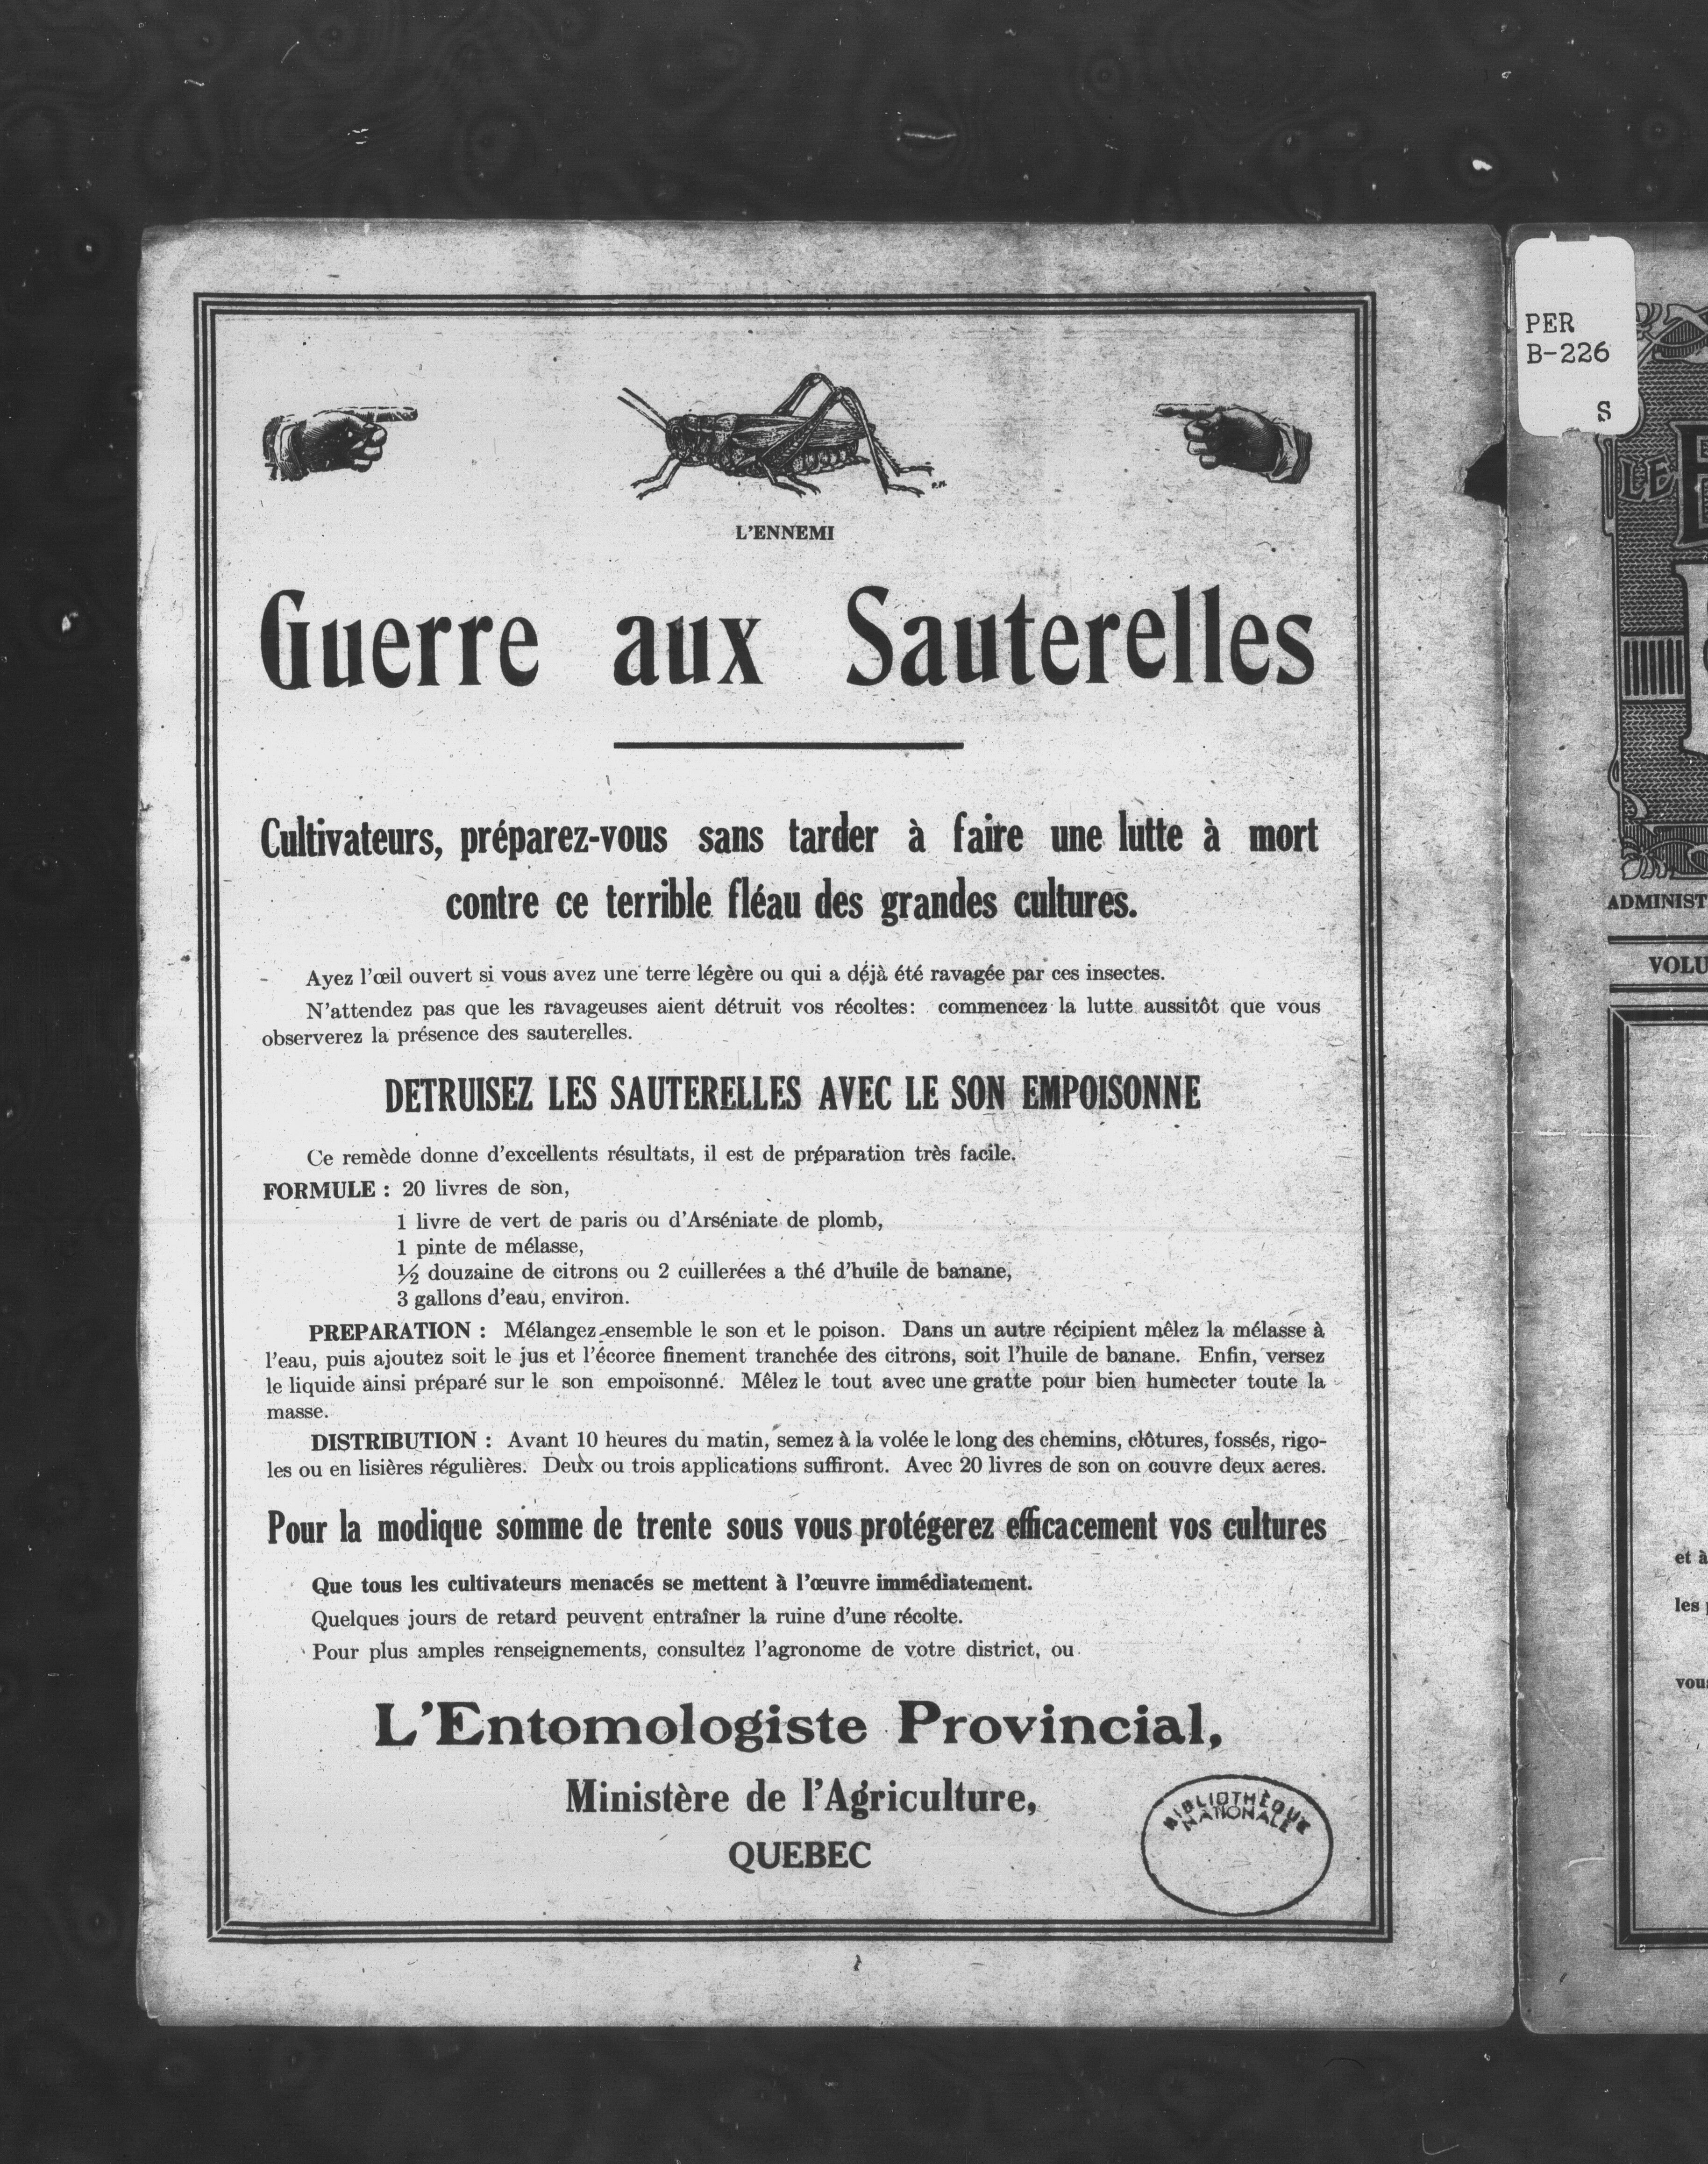 L'ENNEMI
Guerre aux Sauterelles
Cultivateurs, préparez-vous sans tarder à faire une lutte à mort
contre ce terrible fléau des grandes cultures.
Ayez l'œil ouvert si vous avez une terre légère ou qui a déjà été ravagée par ces insectes.
N'attendez pas que les ravageuses aient détruit vos récoltes: commencez la lutte aussitôt que vous
observerez la présence des sauterelles.
DETRUISEZ LES SAUTERELLES AVEC LE SON EMPOISONNE
Ce remède donne d'excellents résultats, il est de préparation très facile.
FORMULE : 20 livres de son,
1 livre de vert de paris ou d'Arséniate de plomb,
1 pinte de mélasse,
½ douzaine de citrons ou 2 cuillerées a thé d'huile de banane,
3 gallons d'eau, environ.
PREPARATION : Mélangez ensemble le son et le poison. Dans un autre récipient mêlez la mélasse à
l'eau, puis ajoutez soit le jus et l'écorce finement tranchée des citrons, soit l'huile de banane. Enfin, versez
le liquide ainsi préparé sur le son empoisonné. Mêlez le tout avec une gratte pour bien humecter toute la
masse.
DISTRIBUTION : Avant 10 heures du matin, semez à la volée le long des chemins, clôtures, fossés, rigo-
les ou en lisières régulières. Deux ou trois applications suffiront. Avec 20 livres de son on couvre deux acres.
Pour la modique somme de trente sous vous protégerez efficacement vos cultures
Que tous les cultivateurs menacés se mettent à l'œuvre immédiatement.
Quelques jours de retard peuvent entraîner la ruine d'une récolte.
Pour plus amples renseignements, consultez l'agronome de votre district, ou
L'Entomologiste Provincial,
Ministère de l'Agriculture,
QUEBEC
BIBLIOTHÈQUE
NATIONALE
PER
B-226
S
LE
ADMINIST
VOLU
et à
les
vous